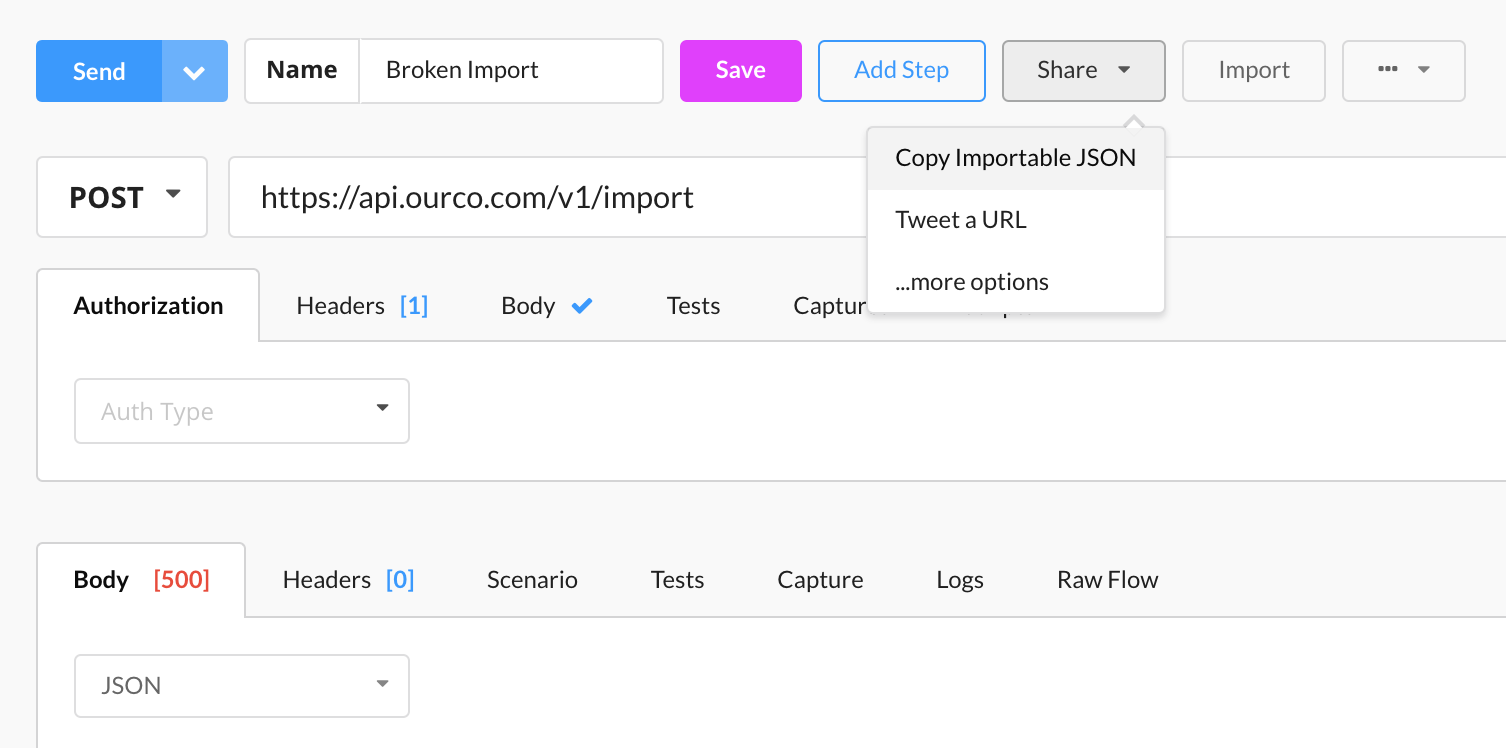 Send
Name
Broken Import
Save
Add Step
Share
Import
...
Copy Importable JSON
Tweet a URL
...more options
POST
https://api.ourco.com/v1/import
Authorization
Headers [1]
Body
Tests
Auth Type
Body [500]
Headers [0]
Scenario
Tests
Capture
Logs
Raw Flow
JSON